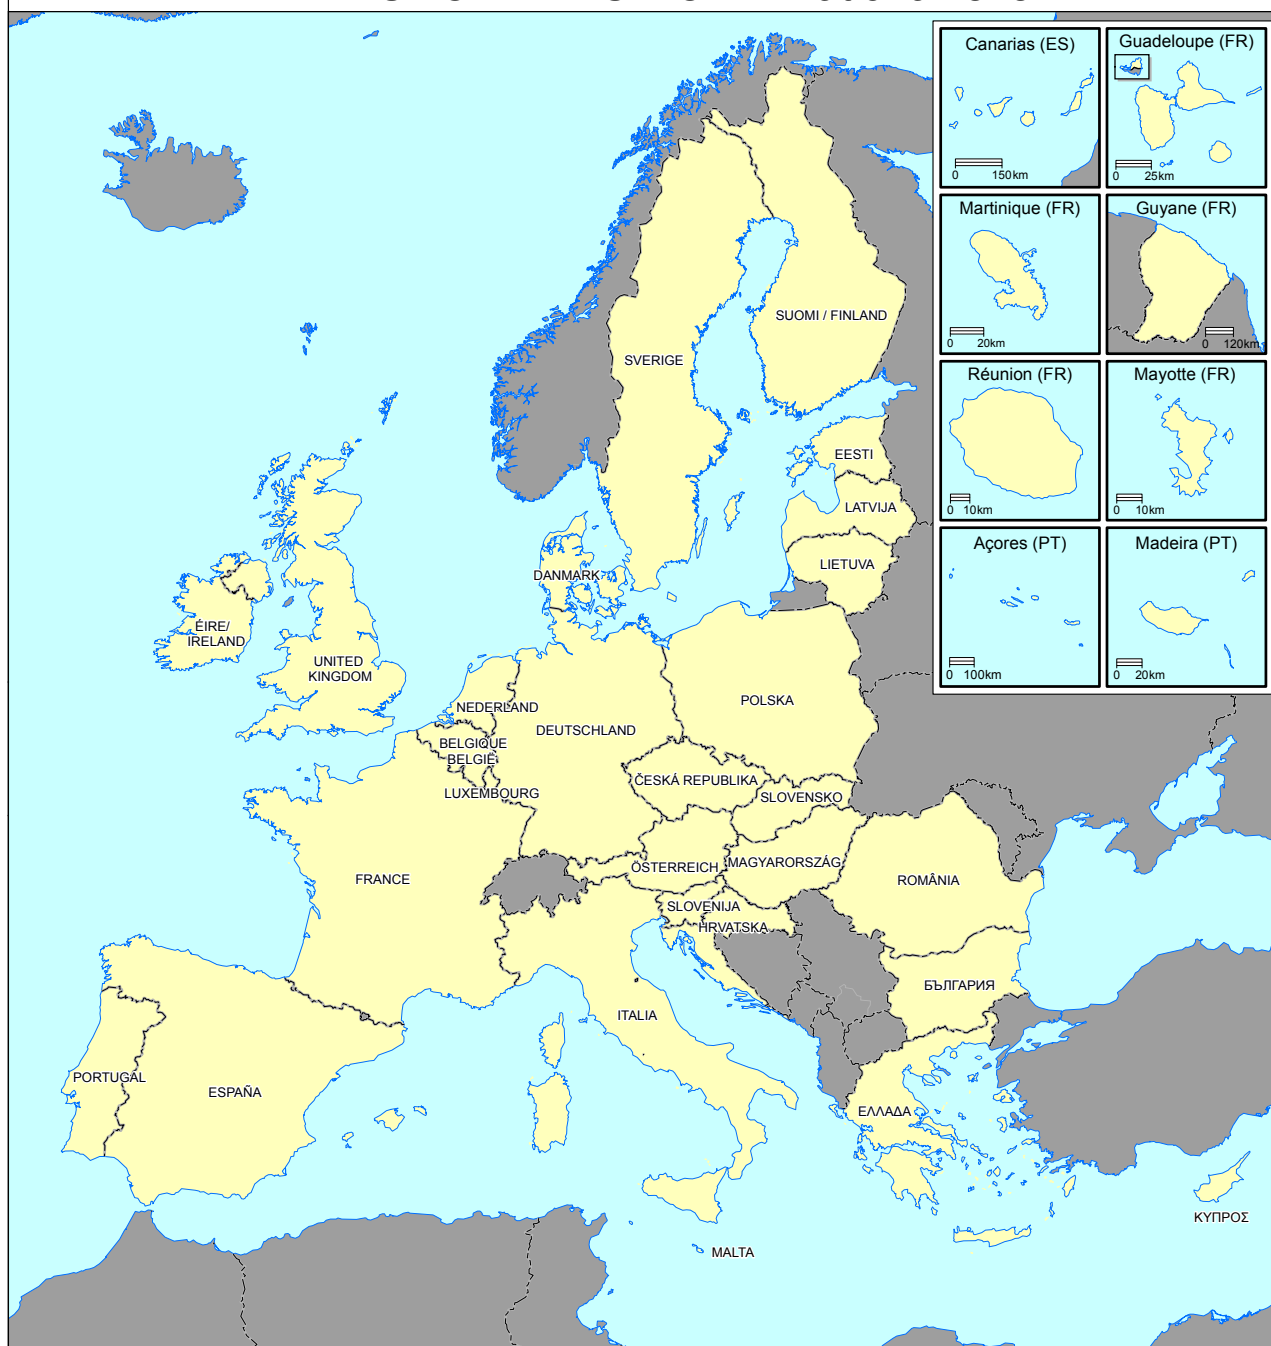 Canarias (ES)
0 150km
Guadeloupe (FR)
0 25km
Martinique (FR)
0 20km
Guyane (FR)
0 120km
Réunion (FR)
0 10km
Mayotte (FR)
0 10km
Açores (PT)
0 100km
Madeira (PT)
0 20km
SUOMI / FINLAND
SVERIGE
EESTI
LATVIJA
LIETUVA
DANMARK
ÉIRE/
IRELAND
UNITED
KINGDOM
NEDERLAND
POLSKA
DEUTSCHLAND
BELGIQUE
BELGIË
ČESKÁ REPUBLIKA
LUXEMBOURG
SLOVENSKO
MAGYARORSZÁG
ÖSTERREICH
FRANCE
ROMÂNIA
SLOVENIJA
HRVATSKA
БЪЛГАРИЯ
ITALIA
PORTUGAL
ESPAÑA
ΕΛΛΑΔΑ
ΚΥΠΡΟΣ
MALTA